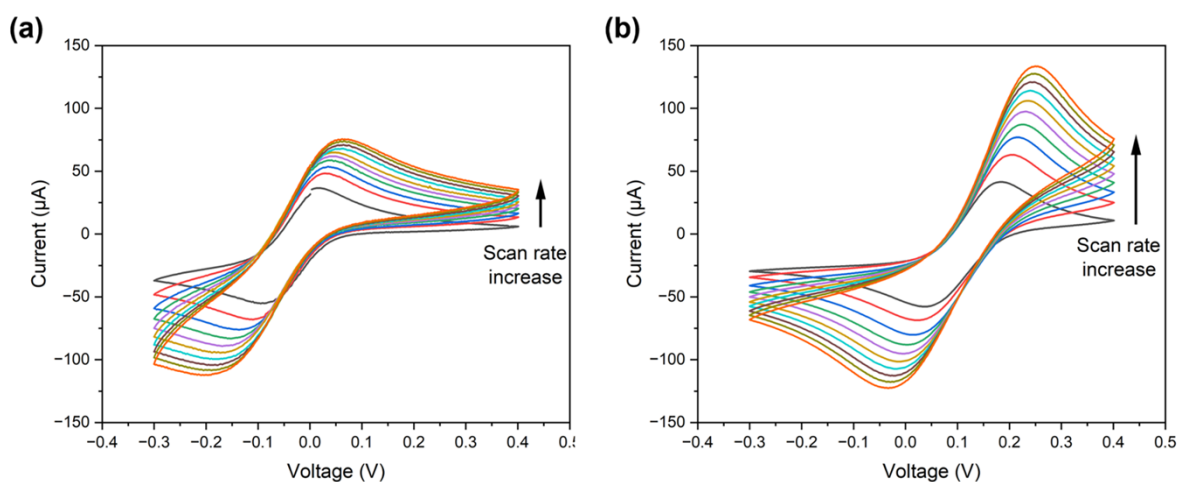 (a)
150
100
50
0
−50
−100
−150
−0.4 −0.3 −0.2 −0.1 0.0 0.1 0.2 0.3 0.4
Current (µA)
Voltage (V)
Scan rate
increase
(b)
150
100
50
0
−50
−100
−150
−0.4 −0.3 −0.2 −0.1 0.0 0.1 0.2 0.3 0.4 0.5
Current (µA)
Voltage (V)
Scan rate
increase